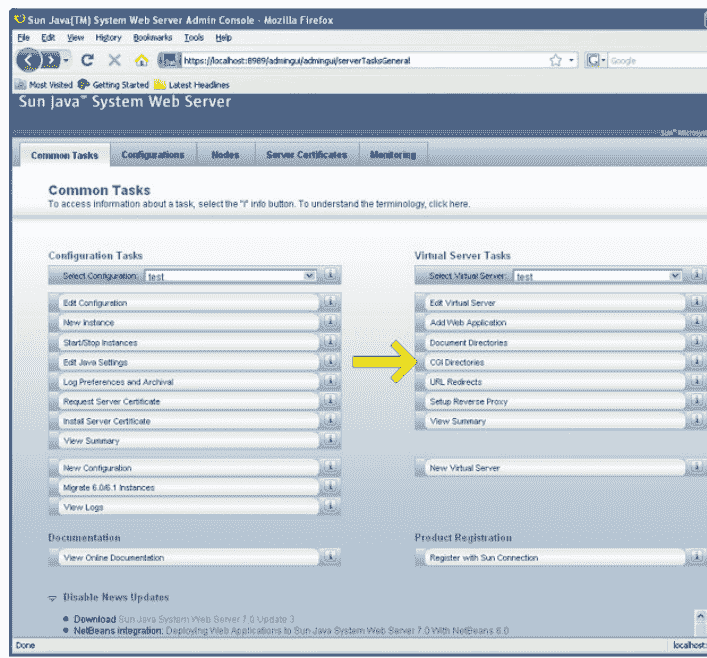 Sun Java(TM) System Web Server Admin Console - Mozilla Firefox
File Edit View History Bookmarks Tools Help
https://localhost:8989/admingui/admingui/serverTasksGeneral
Google
Most Visited Getting Started Latest Headlines
Sun Java™ System Web Server
Common Tasks Configurations Nodes Server Certificates Monitoring
Common Tasks
To access information about a task, select the "i" info button. To understand the terminology, click here.
Configuration Tasks
Select Configuration: test
Edit Configuration
New Instance
Start/Stop Instances
Edit Java Settings
Log Preferences and Archival
Request Server Certificate
Install Server Certificate
View Summary
New Configuration
Migrate 6.0/6.1 Instances
View Logs
Documentation
View Online Documentation
Virtual Server Tasks
Select Virtual Server: test
Edit Virtual Server
Add Web Application
Document Directories
CGI Directories
URL Redirects
Setup Reverse Proxy
View Summary
New Virtual Server
Product Registration
Register with Sun Connection
Disable News Updates
Download Sun Java System Web Server 7.0 Update 3
NetBeans integration: Deploying Web Applications to Sun Java System Web Server 7.0 With NetBeans 6.0
Done
localhost: